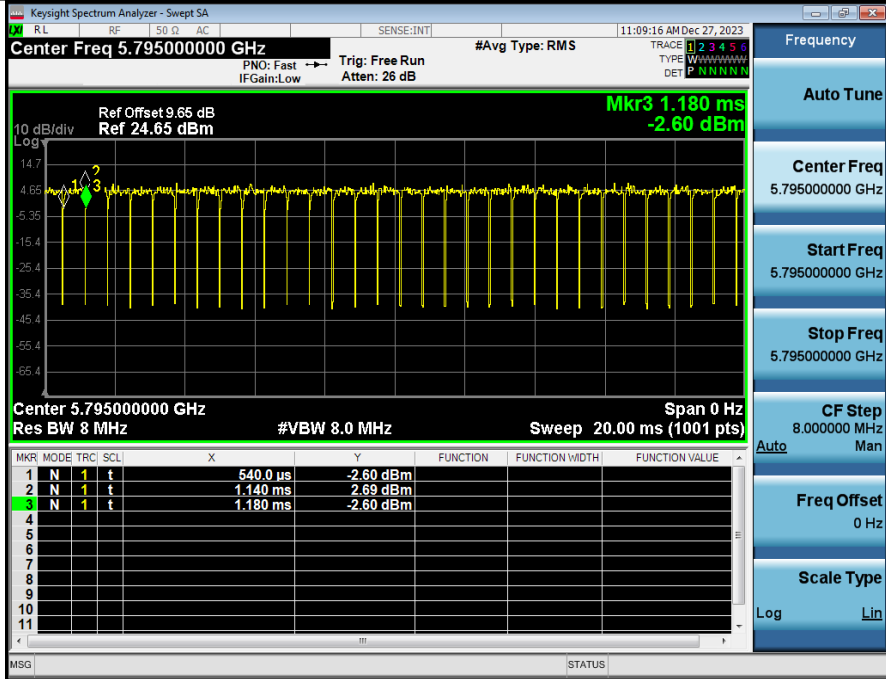 Keysight Spectrum Analyzer - Swept SA
LXI RL RF 50 Ω AC SENSE:INT 11:09:16 AM Dec 27, 2023
Center Freq 5.795000000 GHz #Avg Type: RMS TRACE 1 2 3 4 5 6
PNO: Fast Trig: Free Run TYPE WWWWWW
IFGain:Low Atten: 26 dB DET P N N N N N
Frequency
Auto Tune
Center Freq
5.795000000 GHz
Start Freq
5.795000000 GHz
Stop Freq
5.795000000 GHz
CF Step
8.000000 MHz
Auto Man
Freq Offset
0 Hz
Scale Type
Log Lin
Mkr3 1.180 ms
-2.60 dBm
Ref Offset 9.65 dB
10 dB/div Ref 24.65 dBm
Log
14.7
4.65
-5.35
-15.4
-25.4
-35.4
-45.4
-55.4
-65.4
1 2 3
Center 5.795000000 GHz Span 0 Hz
Res BW 8 MHz #VBW 8.0 MHz Sweep 20.00 ms (1001 pts)
MKR MODE TRC SCL X Y FUNCTION FUNCTION WIDTH FUNCTION VALUE
1 N 1 t 540.0 µs -2.60 dBm
2 N 1 t 1.140 ms 2.69 dBm
3 N 1 t 1.180 ms -2.60 dBm
4
5
6
7
8
9
10
11
MSG STATUS